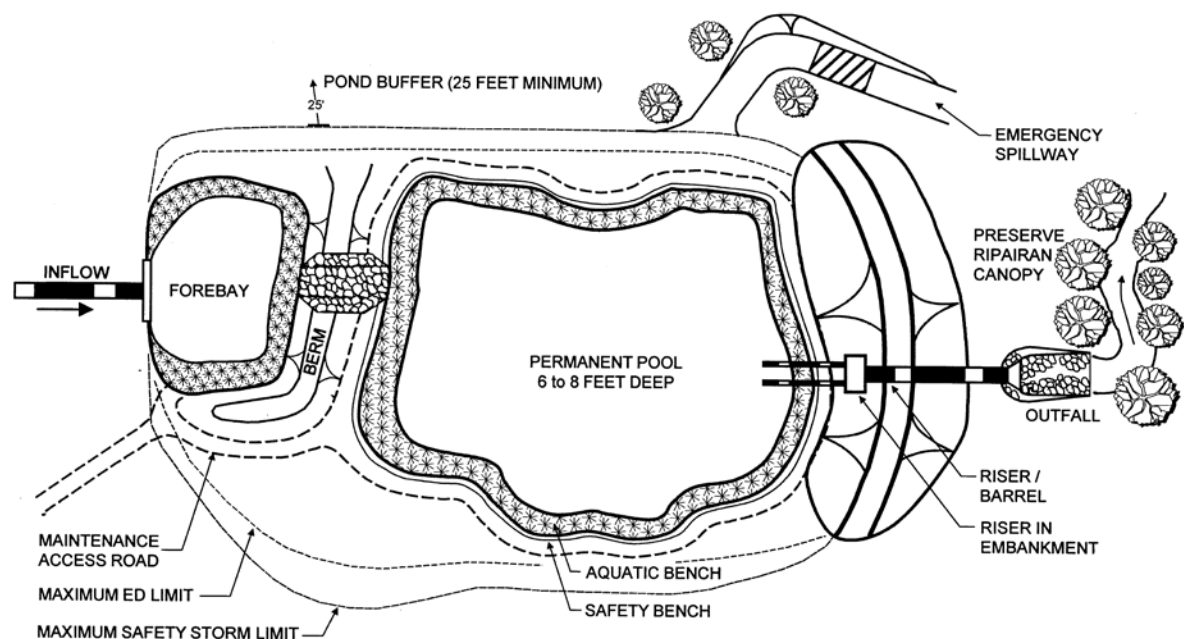 POND BUFFER (25 FEET MINIMUM)
25'
EMERGENCY
SPILLWAY
PRESERVE
RIPAIRAN
CANOPY
INFLOW
FOREBAY
BERM
PERMANENT POOL
6 to 8 FEET DEEP
OUTFALL
RISER /
BARREL
RISER IN
EMBANKMENT
MAINTENANCE
ACCESS ROAD
AQUATIC BENCH
MAXIMUM ED LIMIT
SAFETY BENCH
MAXIMUM SAFETY STORM LIMIT